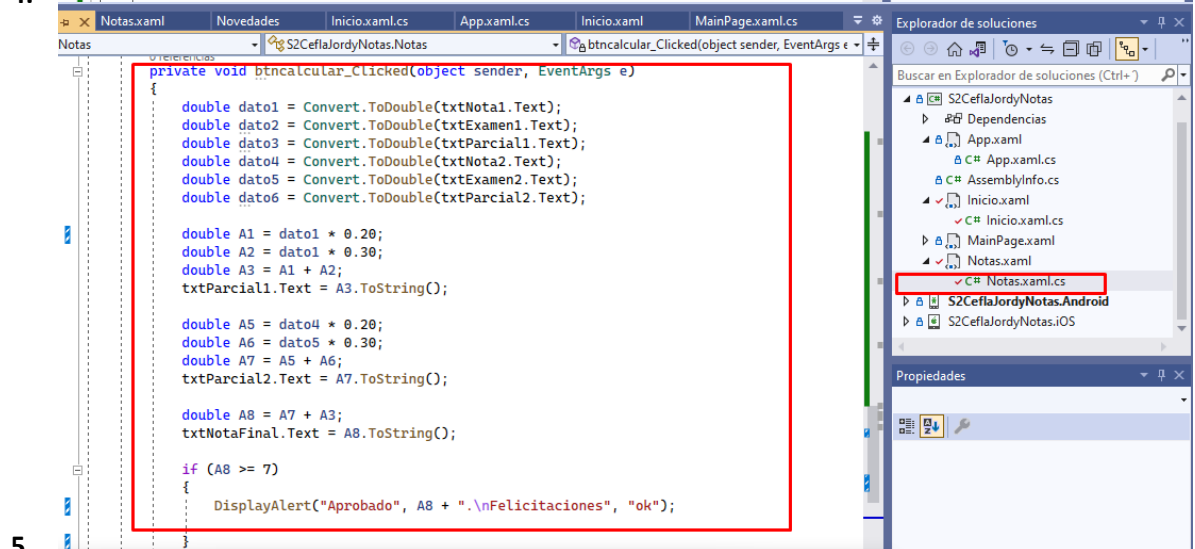 4.
Notas.xaml Novedades Inicio.xaml.cs App.xaml.cs Inicio.xaml MainPage.xaml.cs
Notas S2CeflaJordyNotas.Notas btncalcular_Clicked(object sender, EventArgs e
0 referencias
private void btncalcular_Clicked(object sender, EventArgs e)
{
double dato1 = Convert.ToDouble(txtNota1.Text);
double dato2 = Convert.ToDouble(txtExamen1.Text);
double dato3 = Convert.ToDouble(txtParcial1.Text);
double dato4 = Convert.ToDouble(txtNota2.Text);
double dato5 = Convert.ToDouble(txtExamen2.Text);
double dato6 = Convert.ToDouble(txtParcial2.Text);
double A1 = dato1 * 0.20;
double A2 = dato1 * 0.30;
double A3 = A1 + A2;
txtParcial1.Text = A3.ToString();
double A5 = dato4 * 0.20;
double A6 = dato5 * 0.30;
double A7 = A5 + A6;
txtParcial2.Text = A7.ToString();
double A8 = A7 + A3;
txtNotaFinal.Text = A8.ToString();
if (A8 >= 7)
{
DisplayAlert("Aprobado", A8 + ".\nFelicitaciones", "ok");
}
5.
Explorador de soluciones
Buscar en Explorador de soluciones (Ctrl+¨)
C# S2CeflaJordyNotas
Dependencias
App.xaml
C# App.xaml.cs
C# AssemblyInfo.cs
Inicio.xaml
C# Inicio.xaml.cs
MainPage.xaml
Notas.xaml
C# Notas.xaml.cs
S2CeflaJordyNotas.Android
S2CeflaJordyNotas.iOS
Propiedades